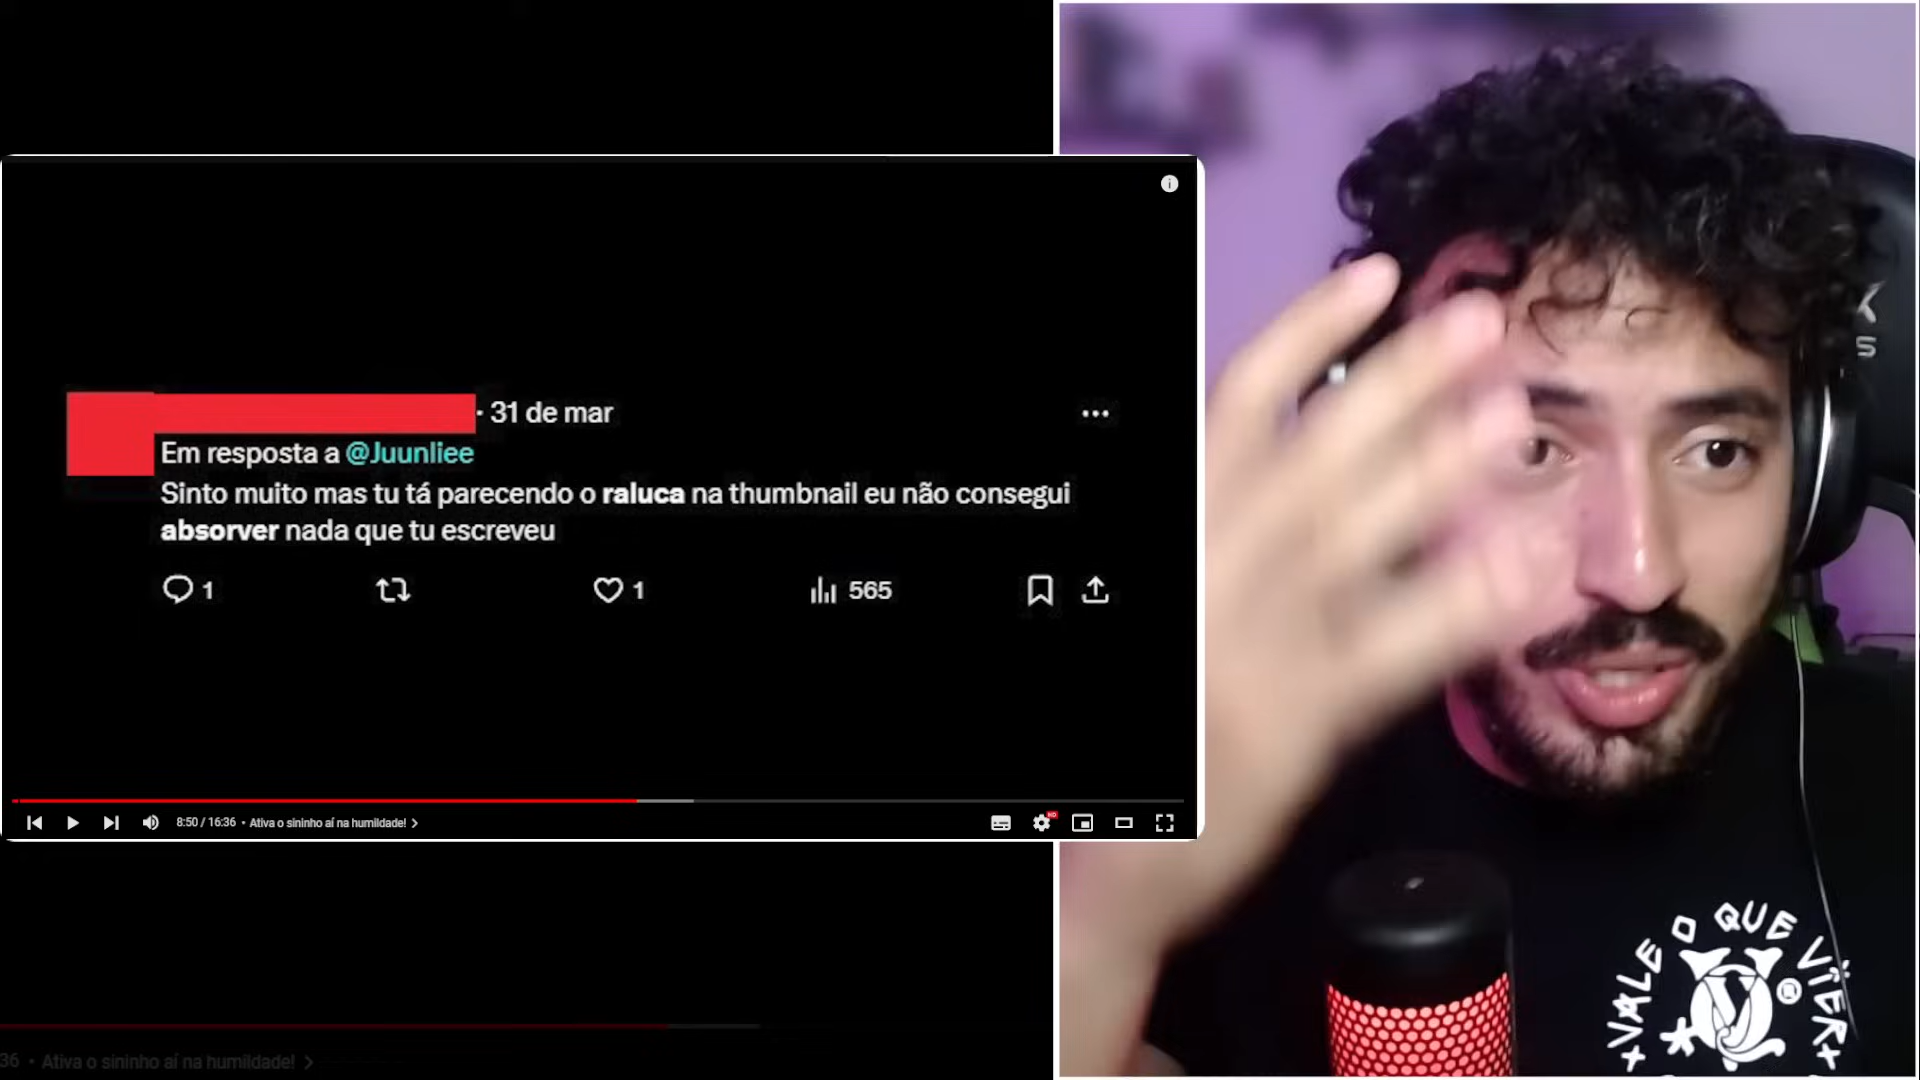 · 31 de mar
Em resposta a @Juunliee
Sinto muito mas tu tá parecendo o raluca na thumbnail eu não consegui
absorver nada que tu escreveu
1
1
565
8:50 / 16:36 • Ativa o sininho aí na humildade!
36 • Ativa o sininho aí na humildade!
S
VALE O QUE VIER